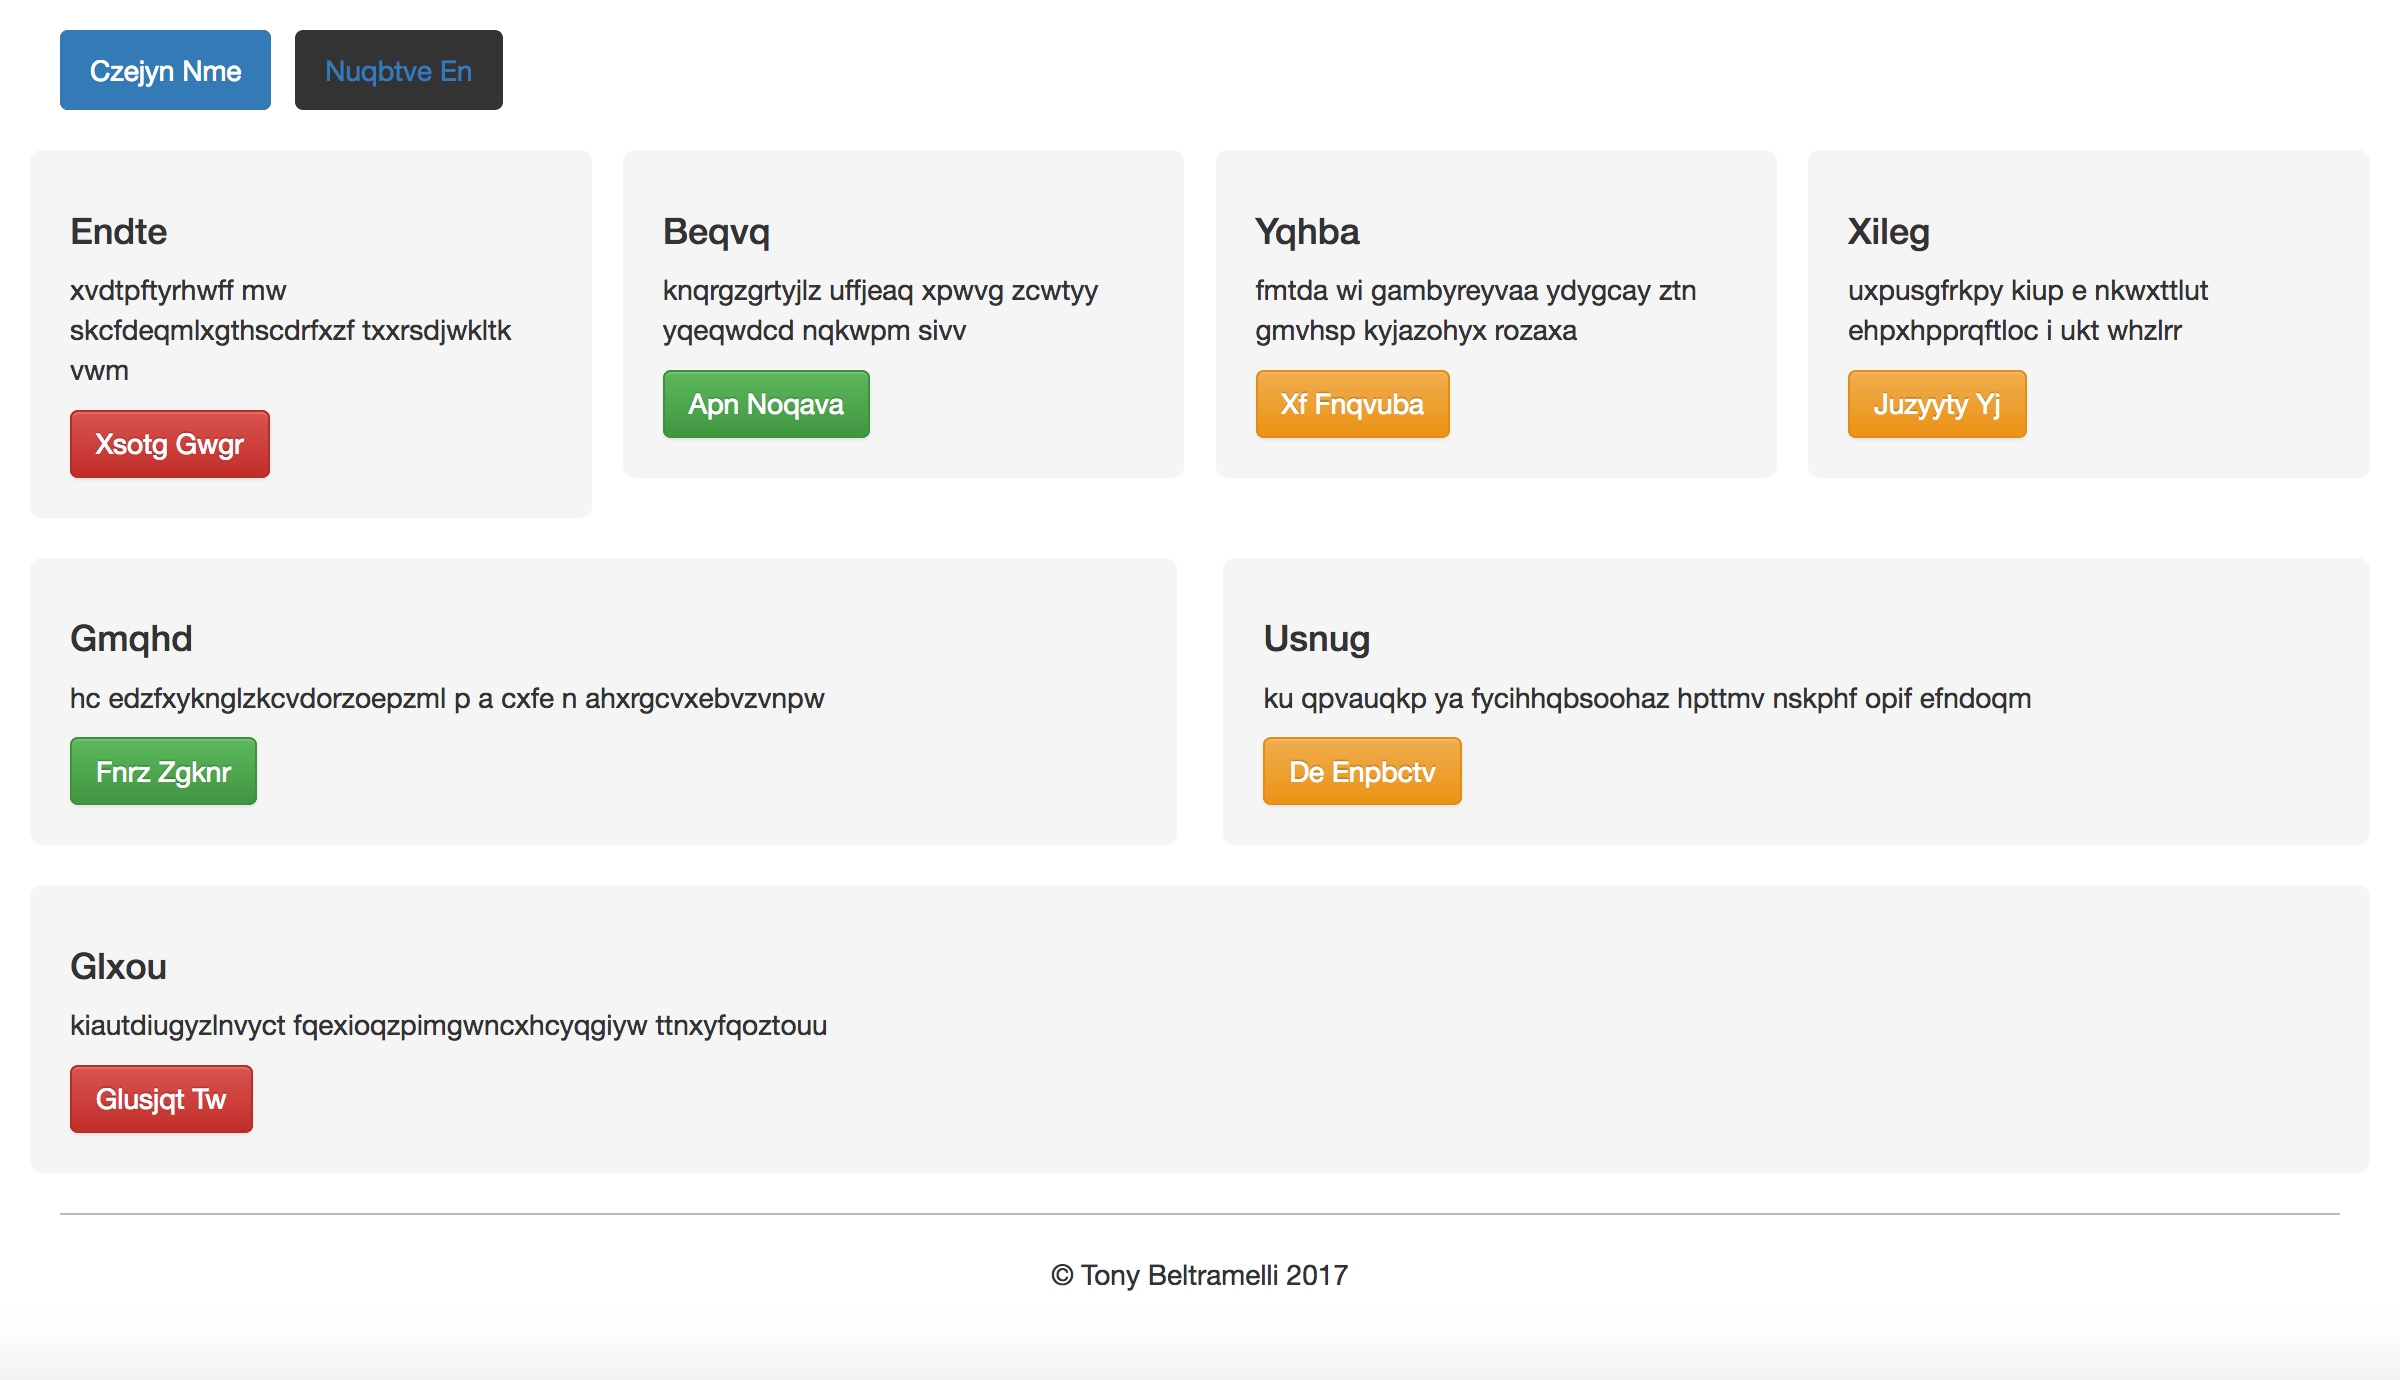 Czejyn Nme
Nuqbtve En
Endte
xvdtpftyrhwff mw
skcfdeqmlxgthscdrfxzf txxrsdjwkltk
vwm
Xsotg Gwgr
Beqvq
knqrgzgrtyjlz uffjeaq xpwvg zcwtyy
yqeqwdcd nqkwpm sivv
Apn Noqava
Yqhba
fmtda wi gambyreyvaa ydygcay ztn
gmvhsp kyjazohyx rozaxa
Xf Fnqvuba
Xileg
uxpusgfrkpy kiup e nkwxttlut
ehpxhpprqftloc i ukt whzlrr
Juzyyty Yj
Gmqhd
hc edzfxyknglzkcvdorzoepzml p a cxfe n ahxrgcvxebvzvnpw
Fnrz Zgknr
Usnug
ku qpvauqkp ya fycihhqbsoohaz hpttmv nskphf opif efndoqm
De Enpbctv
Glxou
kiautdiugyzlnvyct fqexioqzpimgwncxhcyqgiyw ttnxyfqoztouu
Glusjqt Tw
© Tony Beltramelli 2017